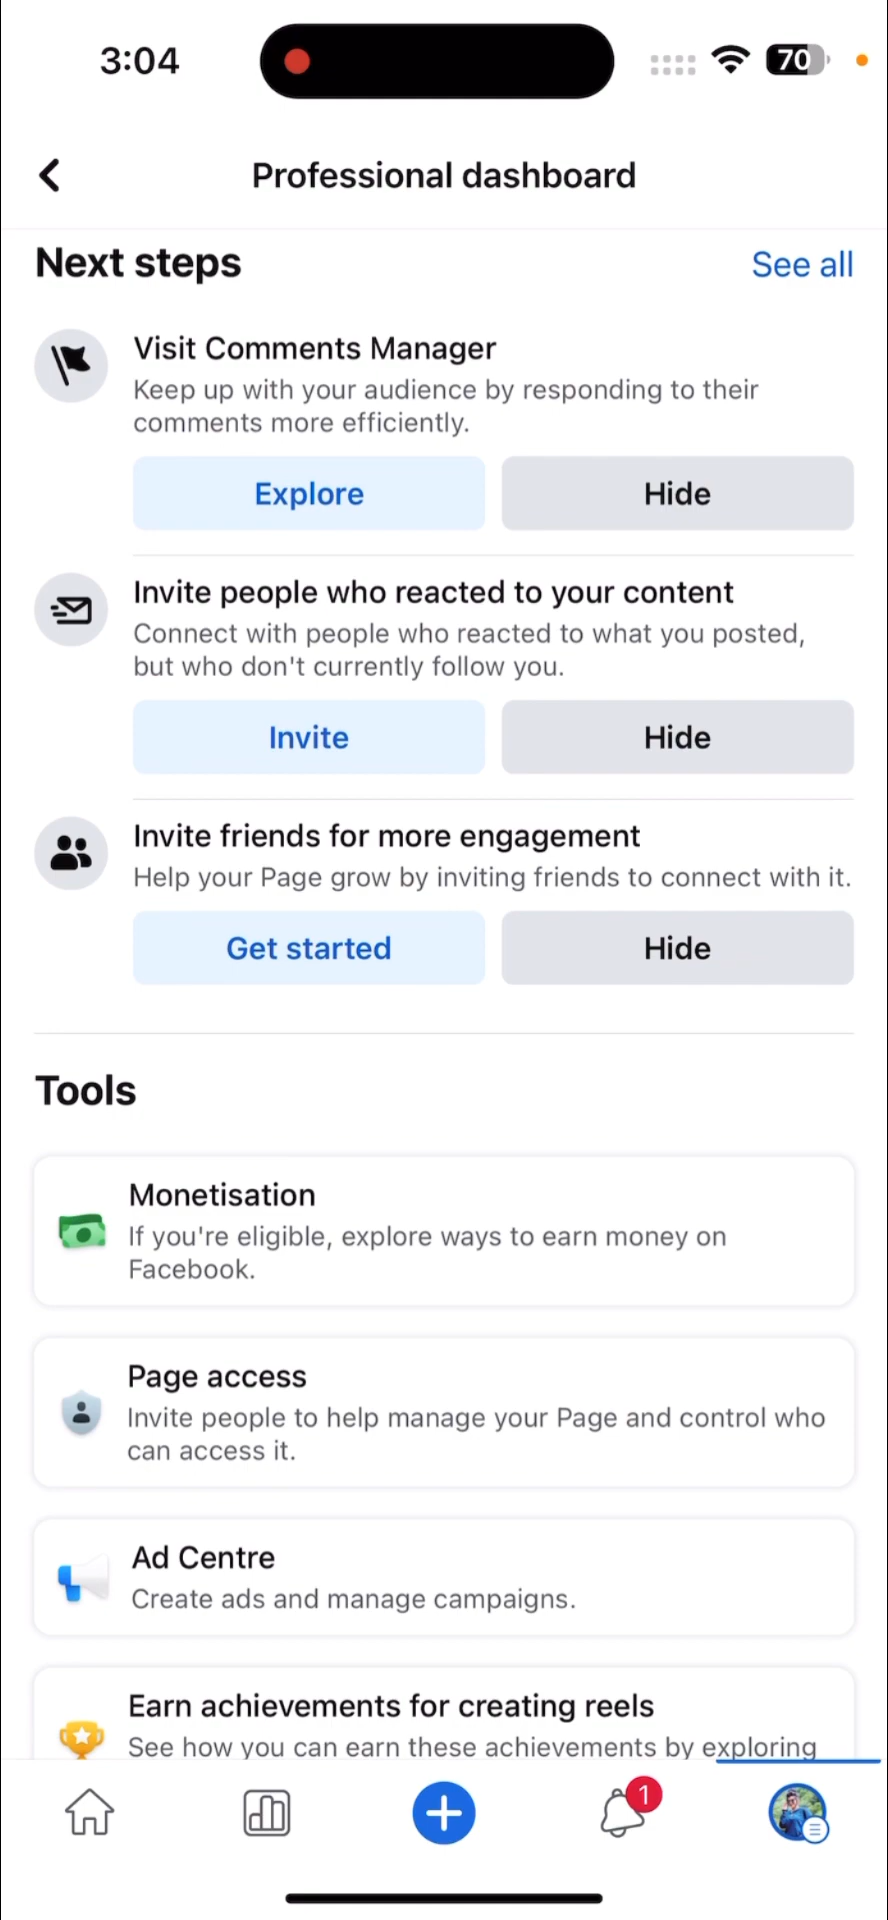 3:04
70
Professional dashboard
Next steps
See all
Visit Comments Manager
Keep up with your audience by responding to their
comments more efficiently.
Explore
Hide
Invite people who reacted to your content
Connect with people who reacted to what you posted,
but who don't currently follow you.
Invite
Hide
Invite friends for more engagement
Help your Page grow by inviting friends to connect with it.
Get started
Hide
Tools
Monetisation
If you're eligible, explore ways to earn money on
Facebook.
Page access
Invite people to help manage your Page and control who
can access it.
Ad Centre
Create ads and manage campaigns.
Earn achievements for creating reels
See how you can earn these achievements by exploring
1